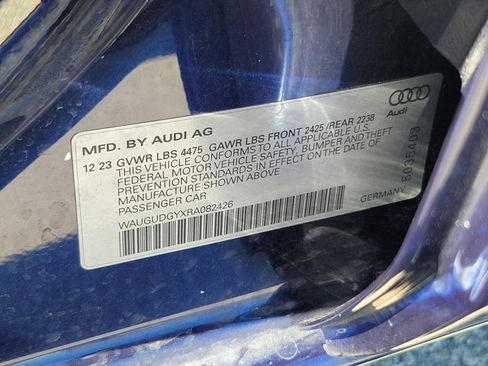 MFD. BY AUDI AG
Audi
12 23 GVWR LBS 4475 GAWR LBS FRONT 2425 /REAR 2238
THIS VEHICLE CONFORMS TO ALL APPLICABLE U.S.
FEDERAL MOTOR VEHICLE SAFETY, BUMPER, AND THEFT
PREVENTION STANDARDS IN EFFECT ON THE DATE OF
MANUFACTURE SHOWN ABOVE
PASSENGER CAR
WAUGUDGYXRA082426
GERMANY
6035403